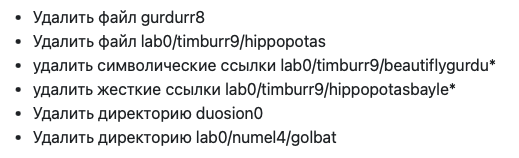 • Удалить файл gurdurr8
• Удалить файл lab0/timburr9/hippopotas
• удалить символические ссылки lab0/timburr9/beautiflygurdu*
• удалить жесткие ссылки lab0/timburr9/hippopotasbayle*
• Удалить директорию duosion0
• Удалить директорию lab0/numel4/golbat